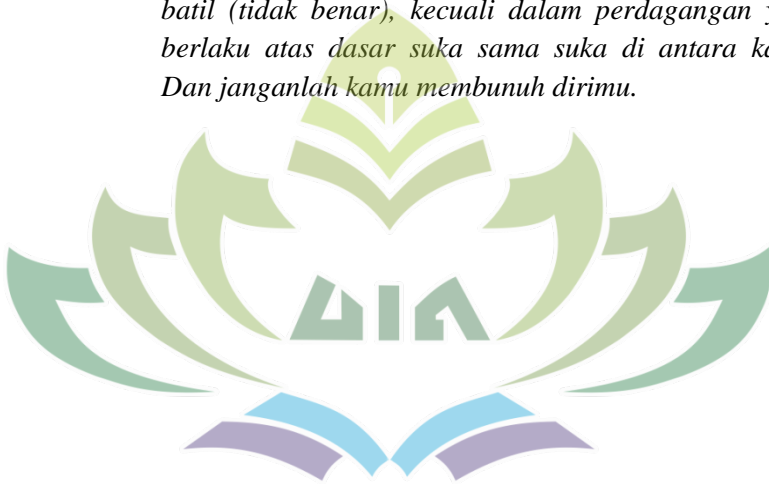 batil (tidak benar), kecuali dalam perdagangan
berlaku atas dasar suka sama suka di antara
Dan janganlah kamu membunuh dirimu.